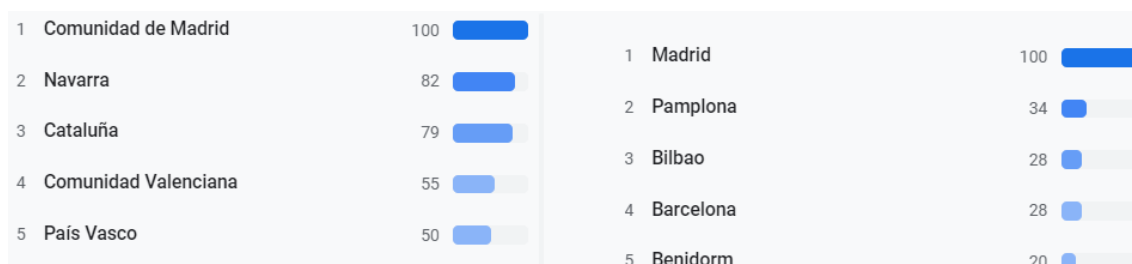 1 Comunidad de Madrid 100
2 Navarra 82
3 Cataluña 79
4 Comunidad Valenciana 55
5 País Vasco 50
1 Madrid 100
2 Pamplona 34
3 Bilbao 28
4 Barcelona 28
5 Benidorm 20